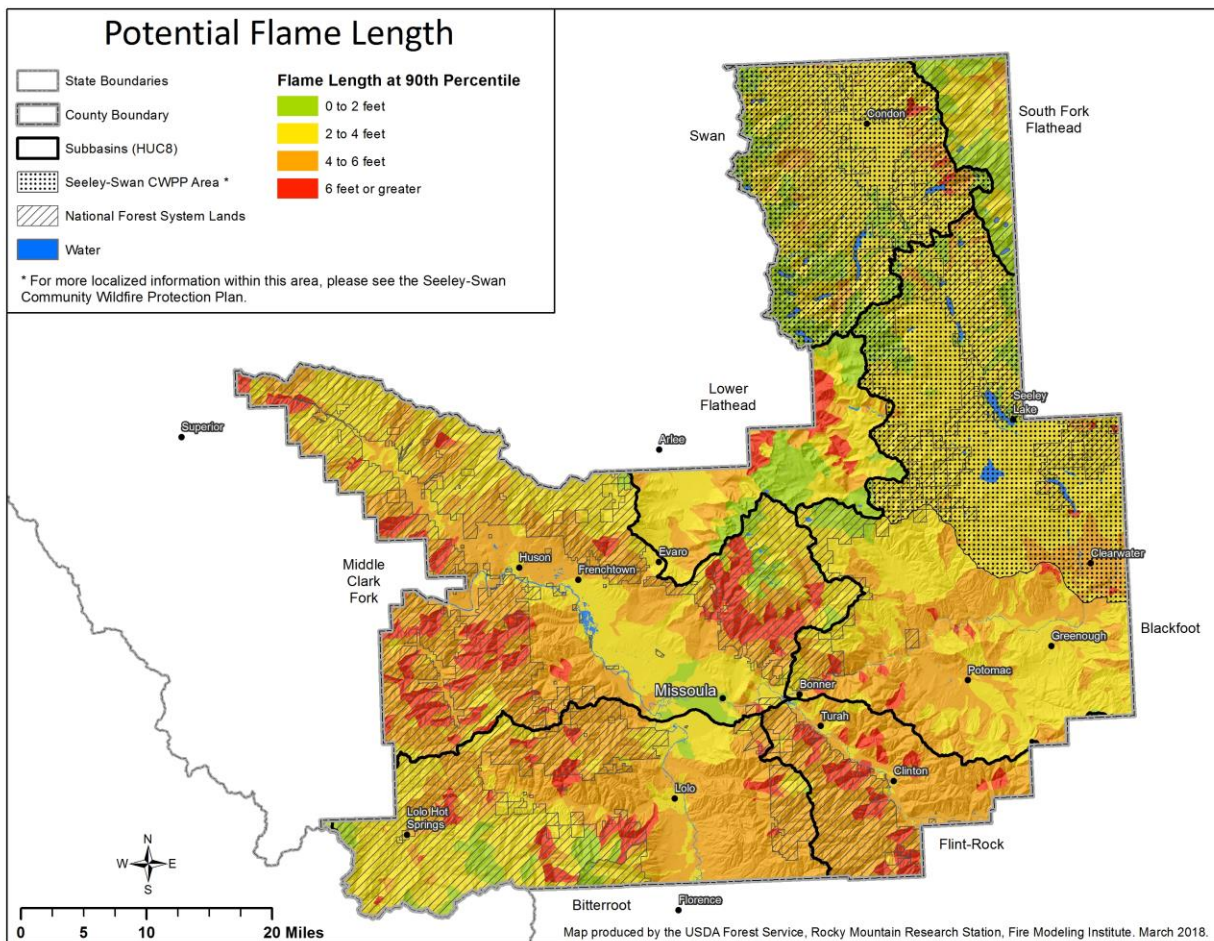 Potential Flame Length
State Boundaries
County Boundary
Subbasins (HUC8)
Seeley-Swan CWPP Area *
National Forest System Lands
Water
Flame Length at 90th Percentile
0 to 2 feet
2 to 4 feet
4 to 6 feet
6 feet or greater
* For more localized information within this area, please see the Seeley-Swan
Community Wildfire Protection Plan.
Condon
South Fork
Flathead
Swan
Lower
Flathead
Seeley
Lake
Superior
Arlee
Clearwater
Middle
Clark
Fork
Huson
Frenchtown
Evaro
Blackfoot
Greenough
Potomac
Missoula
Bonner
Turah
Clinton
Lolo
Lolo Hot
Springs
Flint-Rock
N
W E
S
Bitterroot
Florence
0 5 10 20 Miles
Map produced by the USDA Forest Service, Rocky Mountain Research Station, Fire Modeling Institute. March 2018.